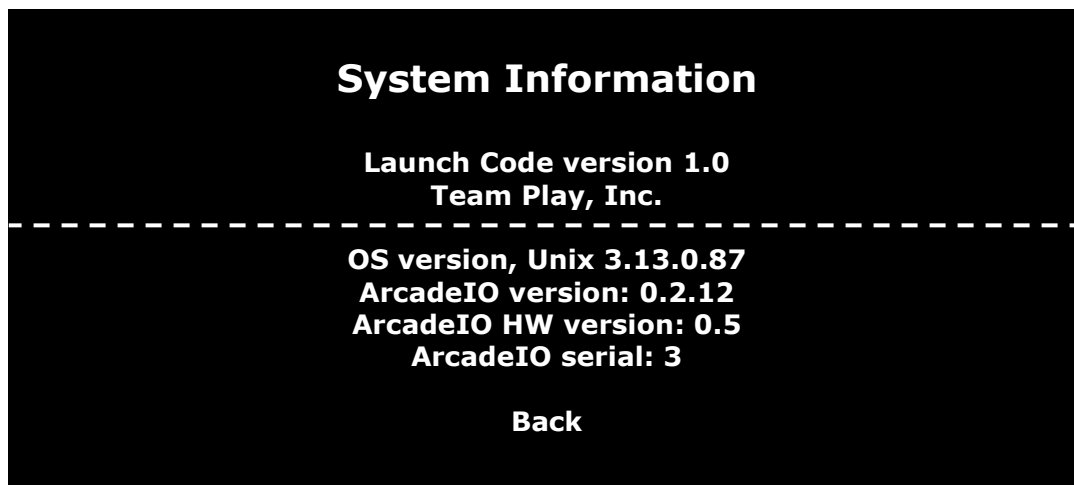 System Information
Launch Code version 1.0
Team Play, Inc.
OS version, Unix 3.13.0.87
ArcadeIO version: 0.2.12
ArcadeIO HW version: 0.5
ArcadeIO serial: 3
Back